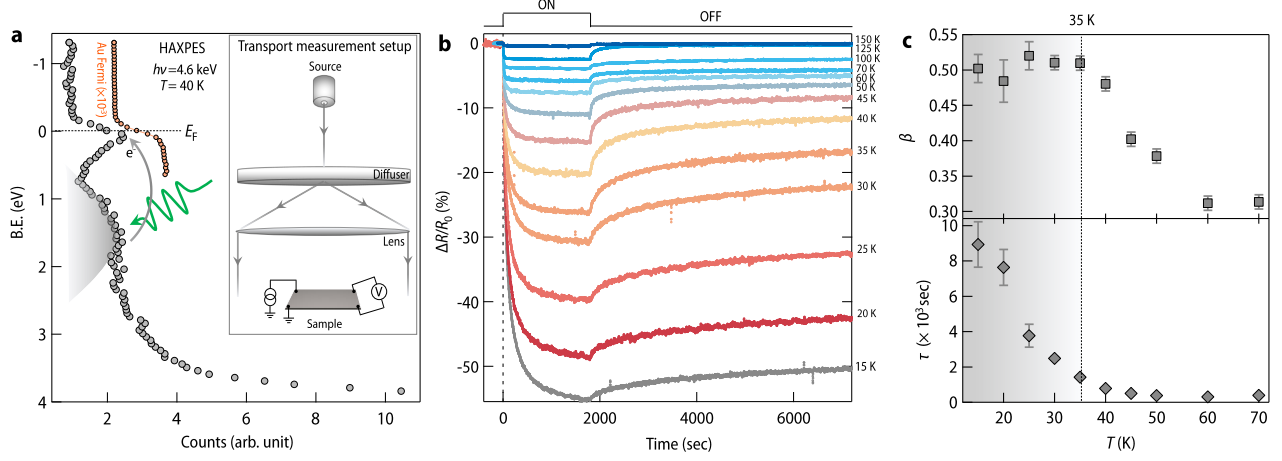 a
HAXPES
hν=4.6 keV
T= 40 K
Au Fermi (×10³)
E_F
e⁻
-1
0
1
2
3
4
B.E. (eV)
2
4
6
8
10
Counts (arb. unit)
Transport measurement setup
Source
Diffuser
Lens
V
Sample
b
ON
OFF
0
-10
-20
-30
-40
-50
ΔR/R₀ (%)
150 K
125 K
100 K
70 K
60 K
50 K
45 K
40 K
35 K
30 K
25 K
20 K
15 K
0
2000
4000
6000
Time (sec)
c
35 K
0.55
0.50
0.45
0.40
0.35
0.30
β
10
8
6
4
2
0
τ (×10³ sec)
20
30
40
50
60
70
T (K)